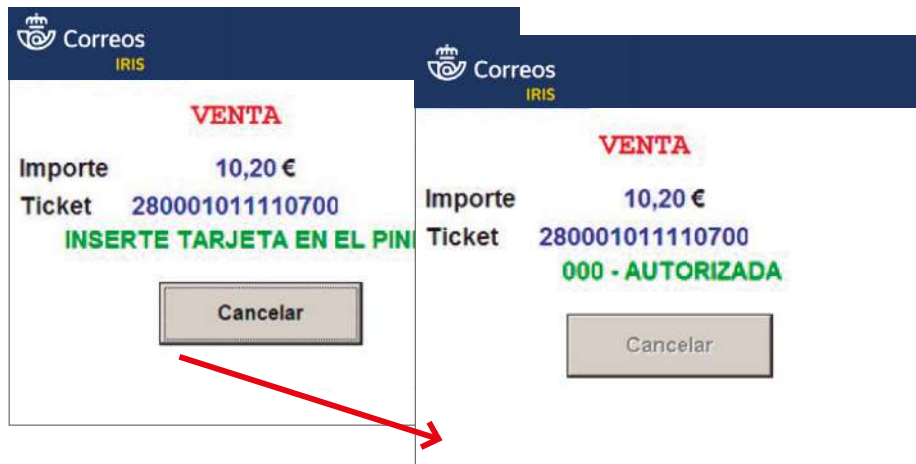 Correos
IRIS
VENTA
Importe 10,20 €
Ticket 280001011110700
INSERTE TARJETA EN EL
Cancelar
Correos
IRIS
VENTA
Importe 10,20 €
Ticket 280001011110700
000 - AUTORIZADA
Cancelar